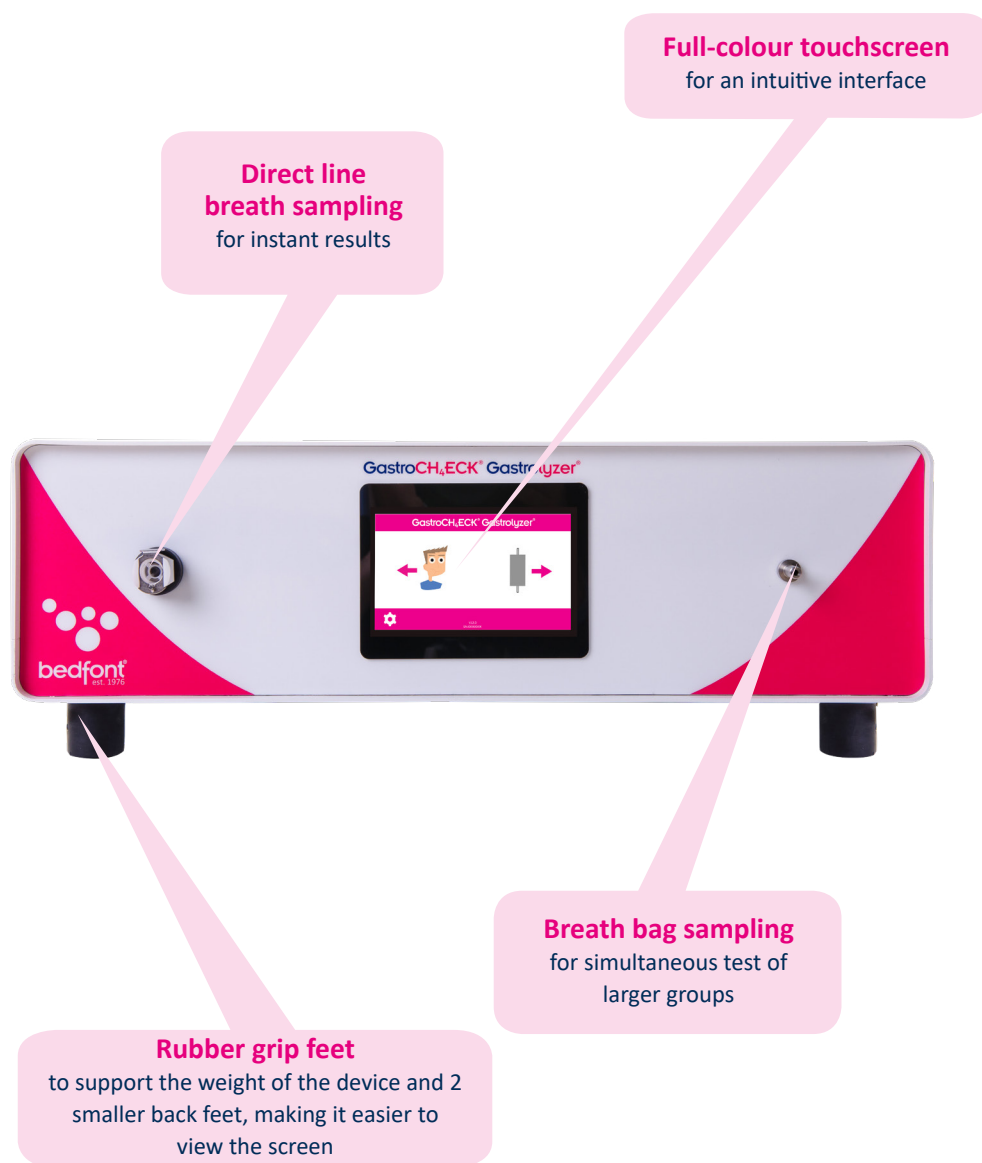 Full-colour touchscreen
for an intuitive interface
Direct line
breath sampling
for instant results
GastroCH₄ECK® Gastrolyzer®
GastroCH₄ECK® Gastrolyzer®
bedfont®
est. 1976
Breath bag sampling
for simultaneous test of
larger groups
Rubber grip feet
to support the weight of the device and 2
smaller back feet, making it easier to
view the screen